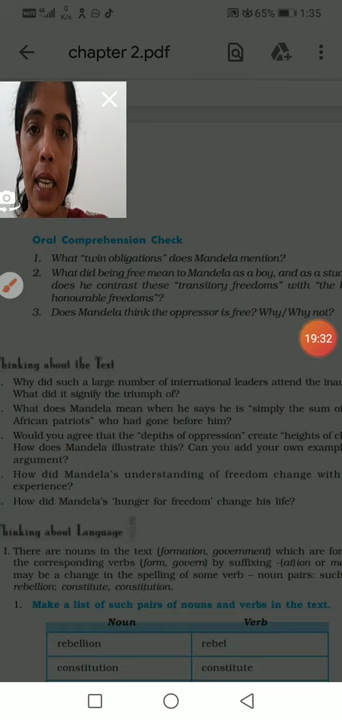 65% 1:35
chapter 2.pdf
Oral Comprehension Check
1. What "twin obligations" does Mandela mention?
2. What did being free mean to Mandela as a boy, and as a stu
does he contrast these "transitory freedoms" with "the
honourable freedoms"?
3. Does Mandela think the oppressor is free? Why/Why not?
19:32
hinking about the Text
. Why did such a large number of international leaders attend the ina
What did it signify the triumph of?
. What does Mandela mean when he says he is "simply the sum o
African patriots" who had gone before him?
. Would you agree that the "depths of oppression" create "heights of c
How does Mandela illustrate this? Can you add your own examp
argument?
. How did Mandela's understanding of freedom change with
experience?
. How did Mandela's 'hunger for freedom' change his life?
hinking about Language
I. There are nouns in the text (formation, government) which are for
the corresponding verbs (form, govern) by suffixing -(at)ion or m
may be a change in the spelling of some verb – noun pairs: such
rebellion; constitute, constitution.
1. Make a list of such pairs of nouns and verbs in the text.
Noun Verb
rebellion rebel
constitution constitute